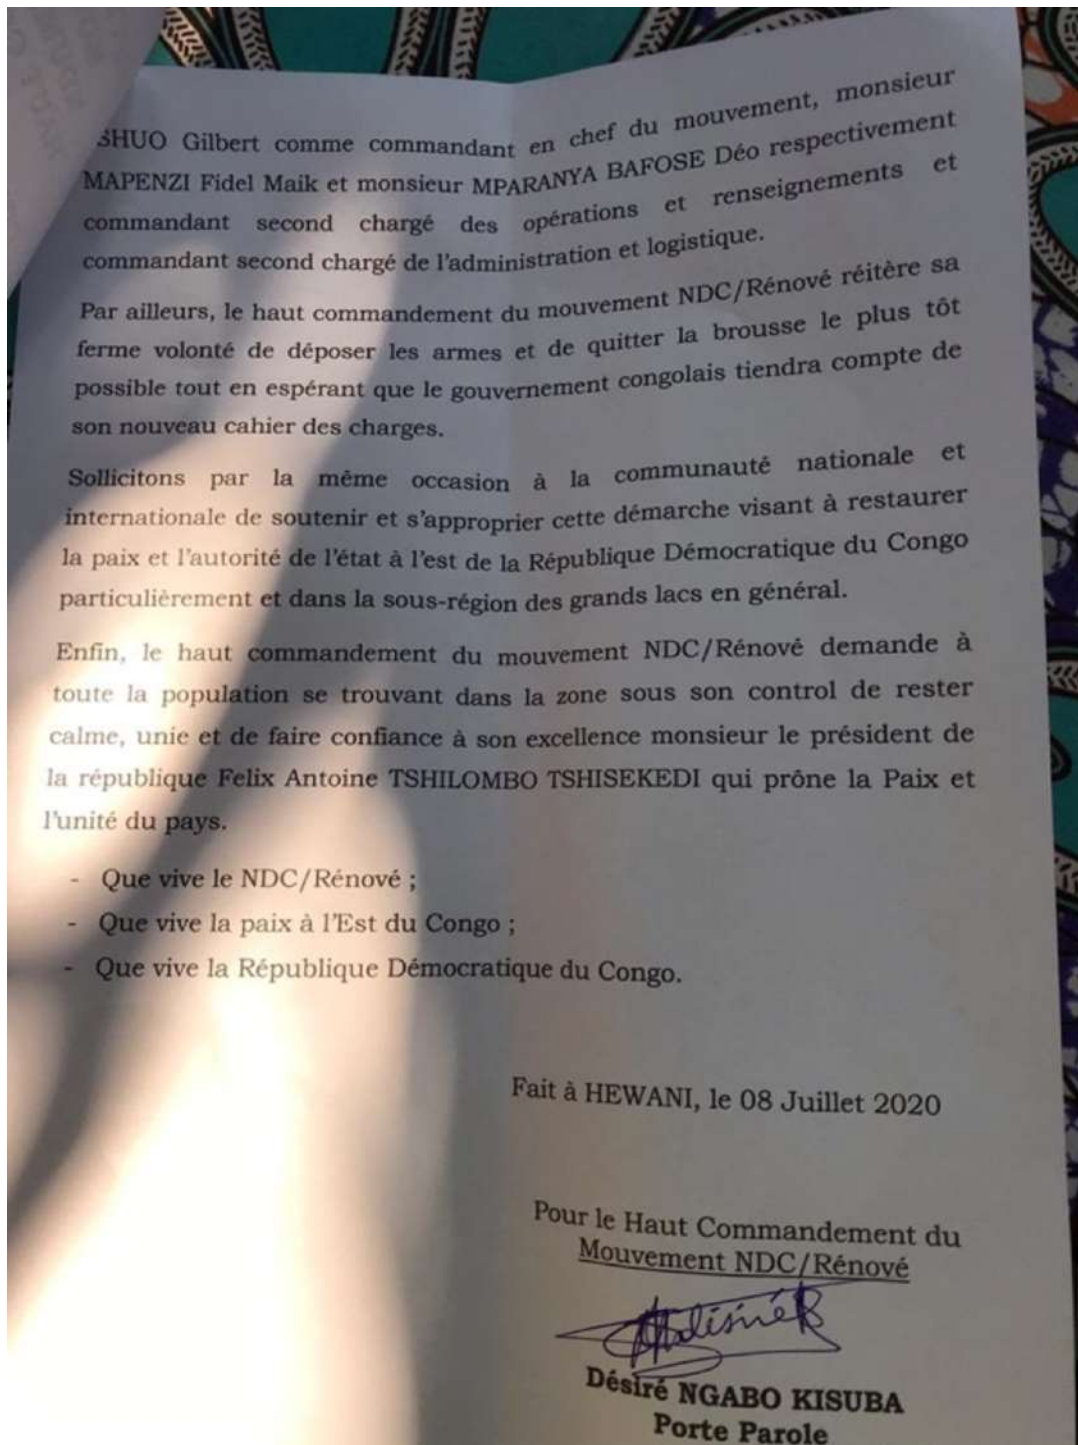 SHUO Gilbert comme commandant en chef du mouvement, monsieur
MAPENZI Fidel Maik et monsieur MPARANYA BAFOSE Déo respectivement
commandant second chargé des opérations et renseignements et
commandant second chargé de l'administration et logistique.
Par ailleurs, le haut commandement du mouvement NDC/Rénové réitère sa
ferme volonté de déposer les armes et de quitter la brousse le plus tôt
possible tout en espérant que le gouvernement congolais tiendra compte de
son nouveau cahier des charges.
Sollicitons par la même occasion à la communauté nationale et
internationale de soutenir et s'approprier cette démarche visant à restaurer
la paix et l'autorité de l'état à l'est de la République Démocratique du Congo
particulièrement et dans la sous-région des grands lacs en général.
Enfin, le haut commandement du mouvement NDC/Rénové demande à
toute la population se trouvant dans la zone sous son control de rester
calme, unie et de faire confiance à son excellence monsieur le président de
la république Felix Antoine TSHILOMBO TSHISEKEDI qui prône la Paix et
l'unité du pays.
- Que vive le NDC/Rénové ;
- Que vive la paix à l'Est du Congo ;
- Que vive la République Démocratique du Congo.
Fait à HEWANI, le 08 Juillet 2020
Pour le Haut Commandement du
Mouvement NDC/Rénové
Désiré NGABO KISUBA
Porte Parole